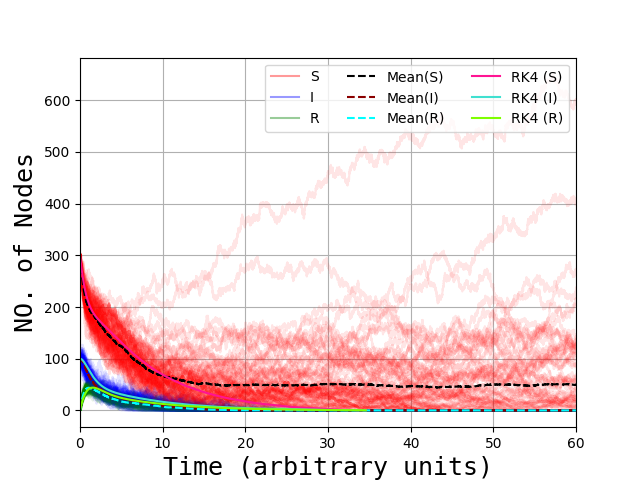 S Mean(S) RK4 (S)
I Mean(I) RK4 (I)
R Mean(R) RK4 (R)
600
500
400
300
200
100
0
NO. of Nodes
0 10 20 30 40 50 60
Time (arbitrary units)